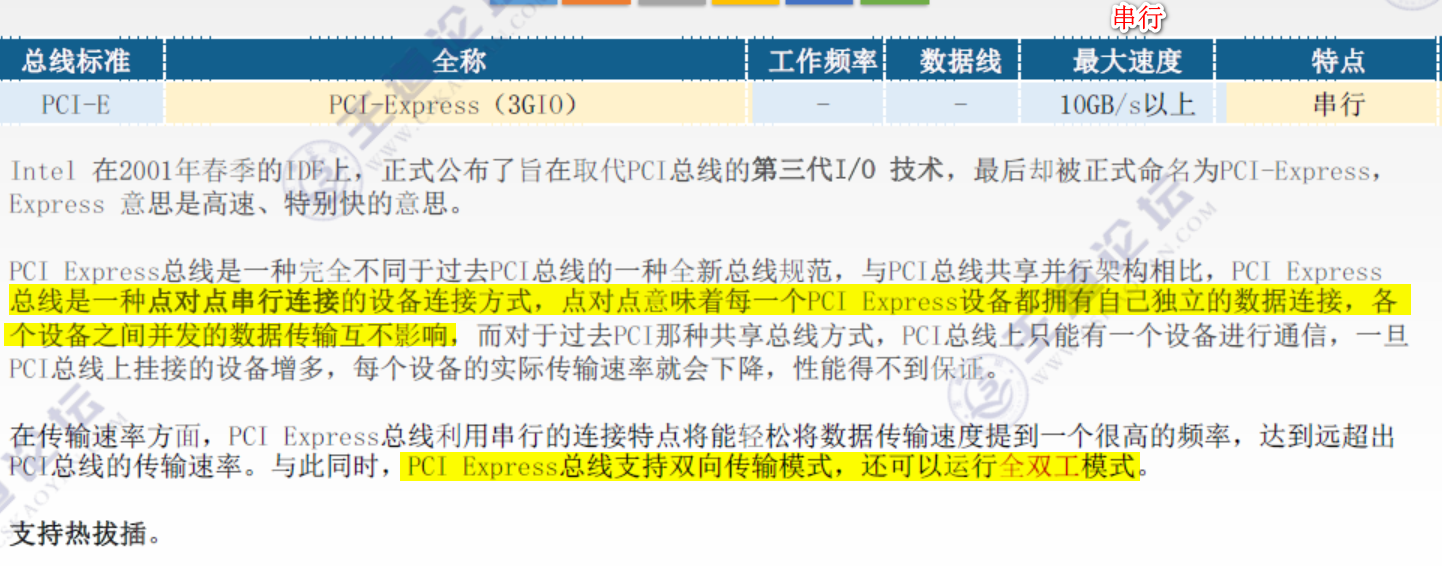 串行
总线标准 全称 工作频率 数据线 最大速度 特点
PCI-E PCI-Express（3GIO） - - 10GB/s以上 串行
Intel 在2001年春季的IDF上，正式公布了旨在取代PCI总线的第三代I/O 技术，最后却被正式命名为PCI-Express，
Express 意思是高速、特别快的意思。
PCI Express总线是一种完全不同于过去PCI总线的一种全新总线规范，与PCI总线共享并行架构相比，PCI Express
总线是一种点对点串行连接的设备连接方式，点对点意味着每一个PCI Express设备都拥有自己独立的数据连接，各
个设备之间并发的数据传输互不影响，而对于过去PCI那种共享总线方式，PCI总线上只能有一个设备进行通信，一旦
PCI总线上挂接的设备增多，每个设备的实际传输速率就会下降，性能得不到保证。
在传输速率方面，PCI Express总线利用串行的连接特点将能轻松将数据传输速度提到一个很高的频率，达到远超出
PCI总线的传输速率。与此同时，PCI Express总线支持双向传输模式，还可以运行全双工模式。
支持热拔插。
王道论坛